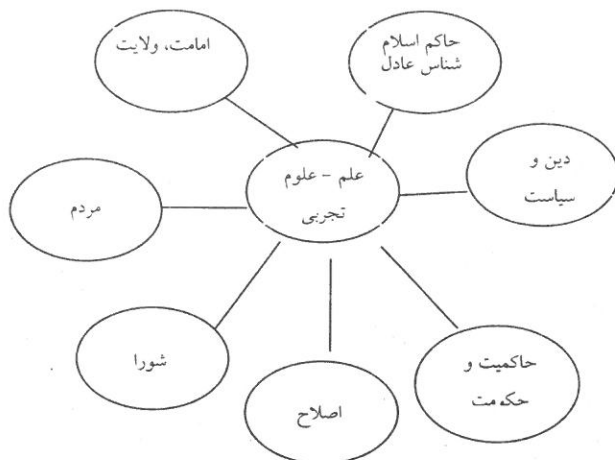 حاکم اسلام
شناس عادل
امامت، ولایت
دین و
سیاست
علم - علوم
تجربی
مردم
حاکمیت و
حکومت
شورا
اصلاح